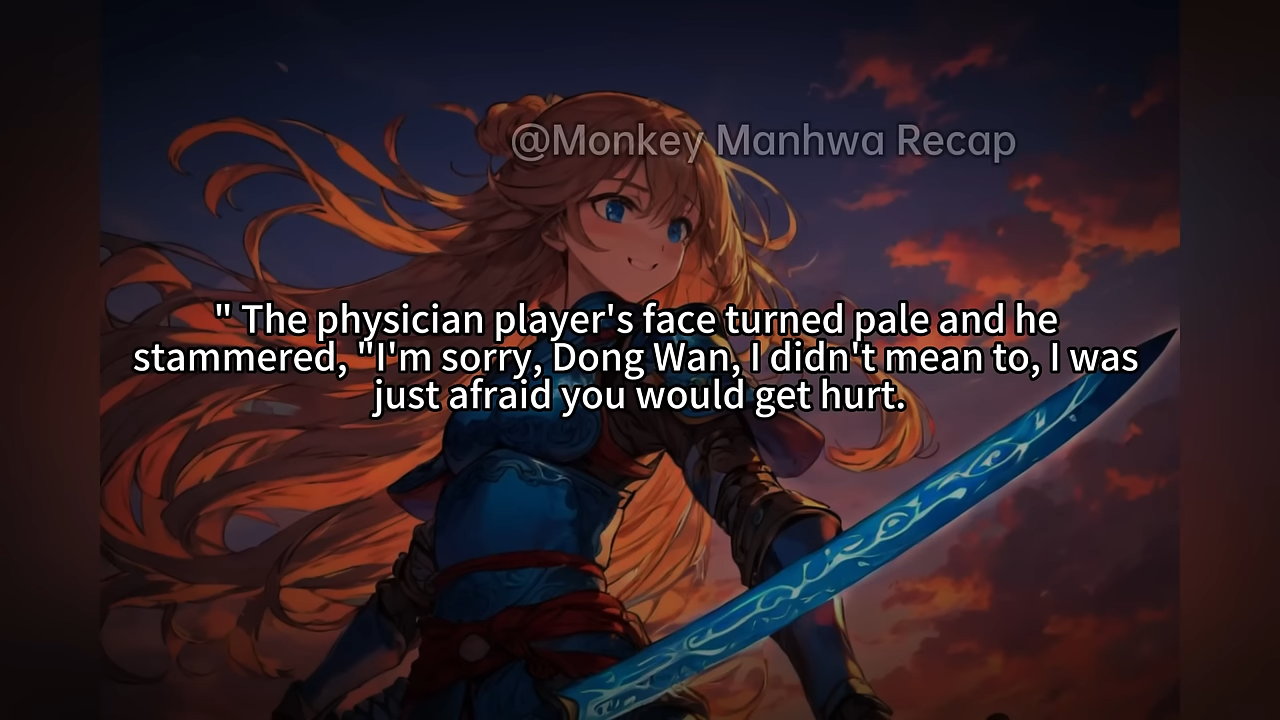 @Monkey Manhwa Recap
" The physician player's face turned pale and he
stammered, "I'm sorry, Dong Wan, I didn't mean to, I was
just afraid you would get hurt.